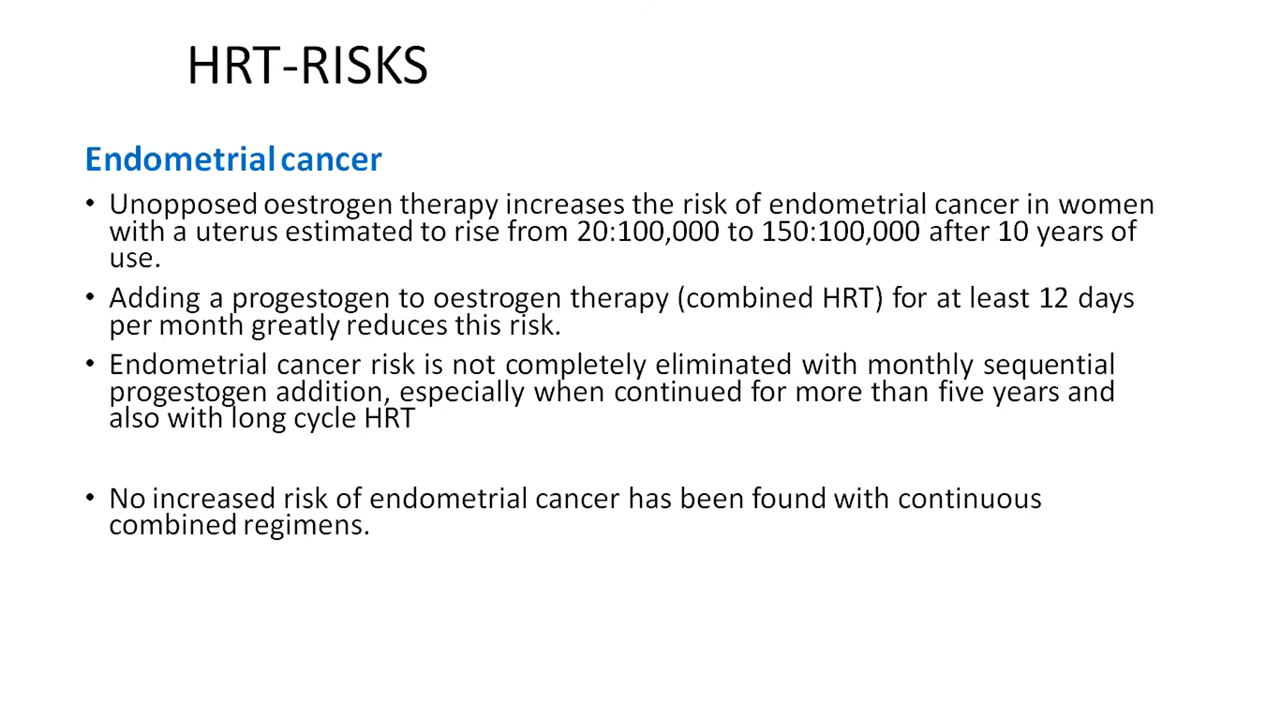 HRT-RISKS
Endometrial cancer
• Unopposed oestrogen therapy increases the risk of endometrial cancer in women
with a uterus estimated to rise from 20:100,000 to 150:100,000 after 10 years of
use.
• Adding a progestogen to oestrogen therapy (combined HRT) for at least 12 days
per month greatly reduces this risk.
• Endometrial cancer risk is not completely eliminated with monthly sequential
progestogen addition, especially when continued for more than five years and
also with long cycle HRT
• No increased risk of endometrial cancer has been found with continuous
combined regimens.